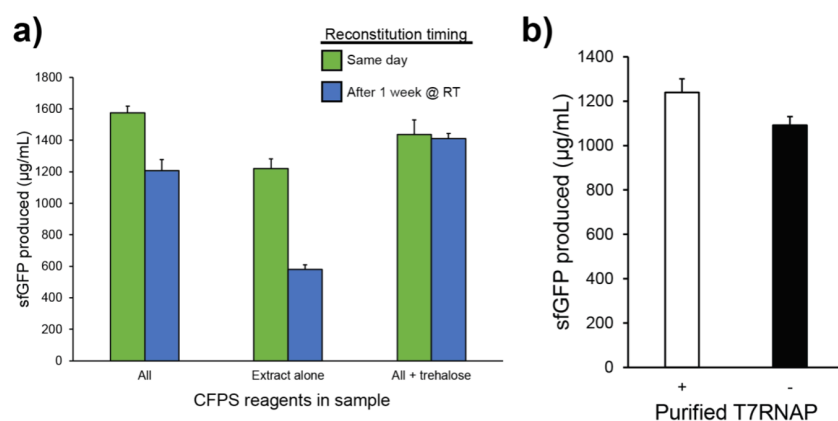 a)
Reconstitution timing
Same day
After 1 week @ RT
1800
1600
1400
1200
1000
800
600
400
200
0
sfGFP produced (µg/mL)
All
Extract alone
All + trehalose
CFPS reagents in sample
b)
1400
1200
1000
800
600
400
200
0
sfGFP produced (µg/mL)
+
-
Purified T7RNAP